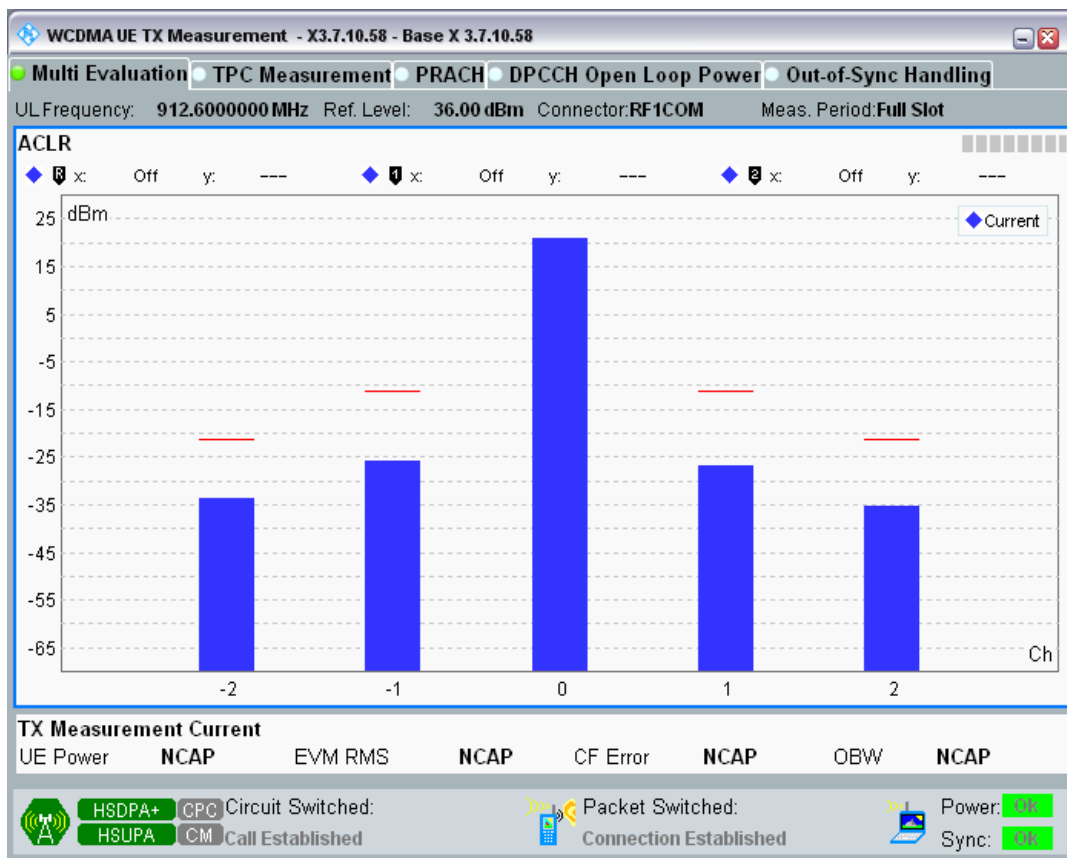 WCDMA UE TX Measurement - X3.7.10.58 - Base X 3.7.10.58
Multi Evaluation TPC Measurement PRACH DPCCH Open Loop Power Out-of-Sync Handling
UL Frequency: 912.6000000 MHz Ref. Level: 36.00 dBm Connector:RF1COM Meas. Period:Full Slot
ACLR
R x: Off y: --- 1 x: Off y: --- 2 x: Off y: ---
dBm
Current
25
15
5
-5
-15
-25
-35
-45
-55
-65
Ch
-2 -1 0 1 2
TX Measurement Current
UE Power NCAP EVM RMS NCAP CF Error NCAP OBW NCAP
HSDPA+ CPC Circuit Switched: Packet Switched: Power: Ok
HSUPA CM Call Established Connection Established Sync: Ok